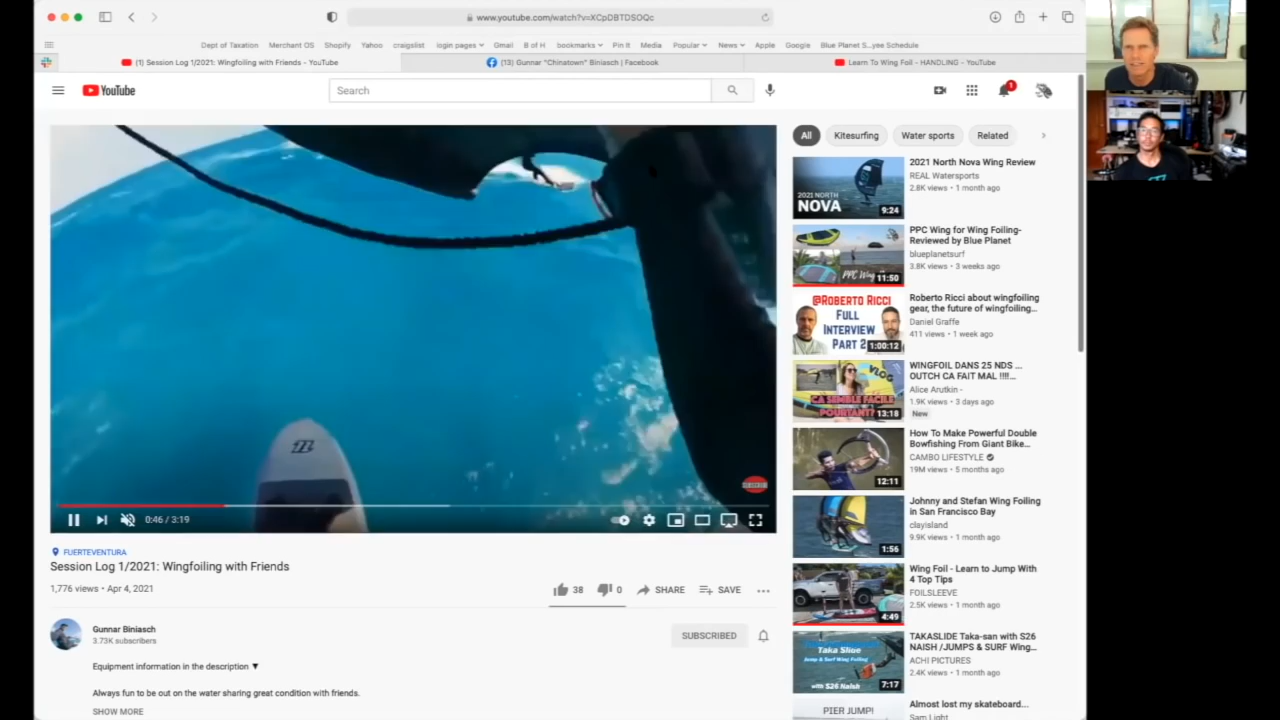 www.youtube.com/watch?v=XCpDBTDSOQc
Dept of Taxation Merchant OS Shopify Yahoo craigslist login pages Gmail B of H bookmarks Pin It Media Popular News Apple Google Blue Planet S...yee Schedule
(1) Session Log 1/2021: Wingfoiling with Friends - YouTube
(13) Gunnar "Chinatown" Biniasch | Facebook
Learn To Wing Foil - HANDLING - YouTube
YouTube
Search
1
All Kitesurfing Water sports Related
2021 NORTH
NOVA
9:24
2021 North Nova Wing Review
REAL Watersports
2.8K views • 1 month ago
PPC Wing
11:50
PPC Wing for Wing Foiling-
Reviewed by Blue Planet
blueplanetsurf
3.8K views • 3 weeks ago
@ROBERTO RICCI
FULL
INTERVIEW
PART 2
1:00:12
Roberto Ricci about wingfoiling
gear, the future of wingfoiling...
Daniel Graffe
411 views • 1 week ago
VLOG
CA SEMBLE FACILE
POURTANT?
13:18
WINGFOIL DANS 25 NDS ...
OUTCH CA FAIT MAL !!!!...
Alice Arutkin -
1.9K views • 3 days ago
New
12:11
How To Make Powerful Double
Bowfishing From Giant Bike...
CAMBO LIFESTYLE
19M views • 5 months ago
1:56
Johnny and Stefan Wing Foiling
in San Francisco Bay
clayisland
9.9K views • 1 month ago
4:49
Wing Foil - Learn to Jump With
4 Top Tips
FOILSLEEVE
2.5K views • 1 month ago
Taka Slide
Jump & Surf Wing Foiling
with S26 Naish
7:17
TAKASLIDE Taka-san with S26
NAISH /JUMPS & SURF Wing...
ACHI PICTURES
2.4K views • 1 month ago
PIER JUMP!
Almost lost my skateboard...
Sam Light
0:46 / 3:19
FUERTEVENTURA
Session Log 1/2021: Wingfoiling with Friends
1,776 views • Apr 4, 2021
38 0 SHARE SAVE
Gunnar Biniasch
3.73K subscribers
SUBSCRIBED
Equipment information in the description ▼
Always fun to be out on the water sharing great condition with friends.
SHOW MORE